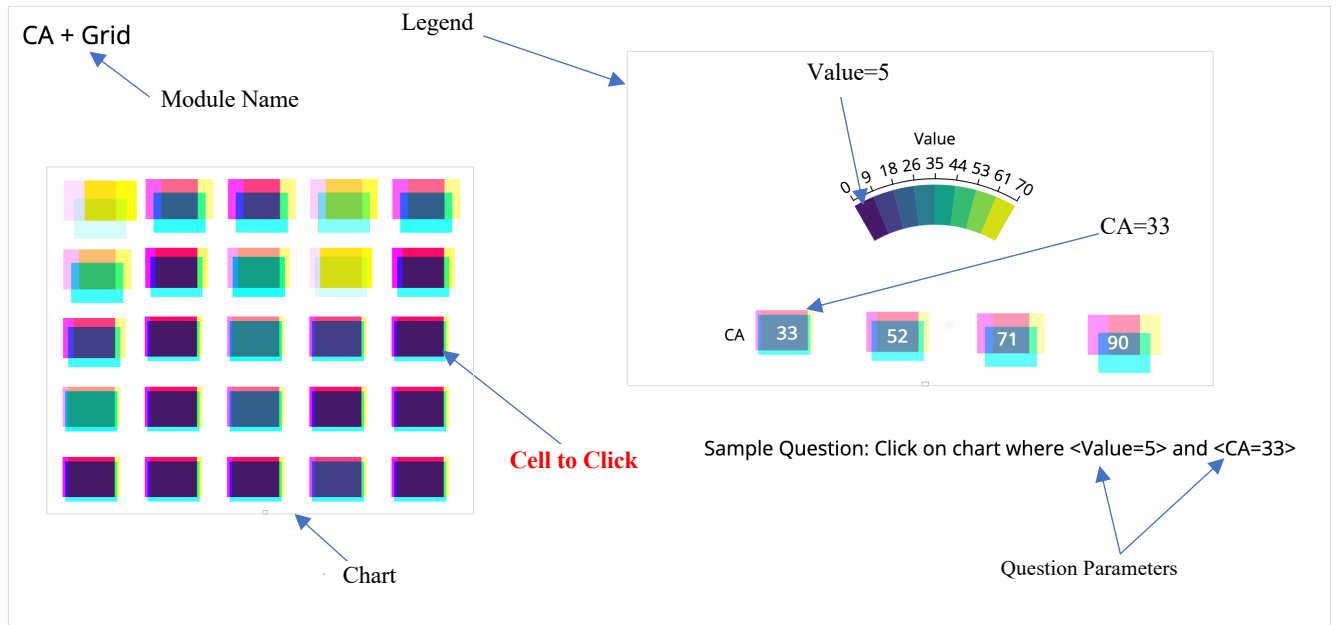 CA + Grid
Legend
Module Name
Value=5
Value
0 9 18 26 35 44 53 61 70
CA=33
CA 33 52 71 90
Cell to Click
Sample Question: Click on chart where <Value=5> and <CA=33>
Chart
Question Parameters